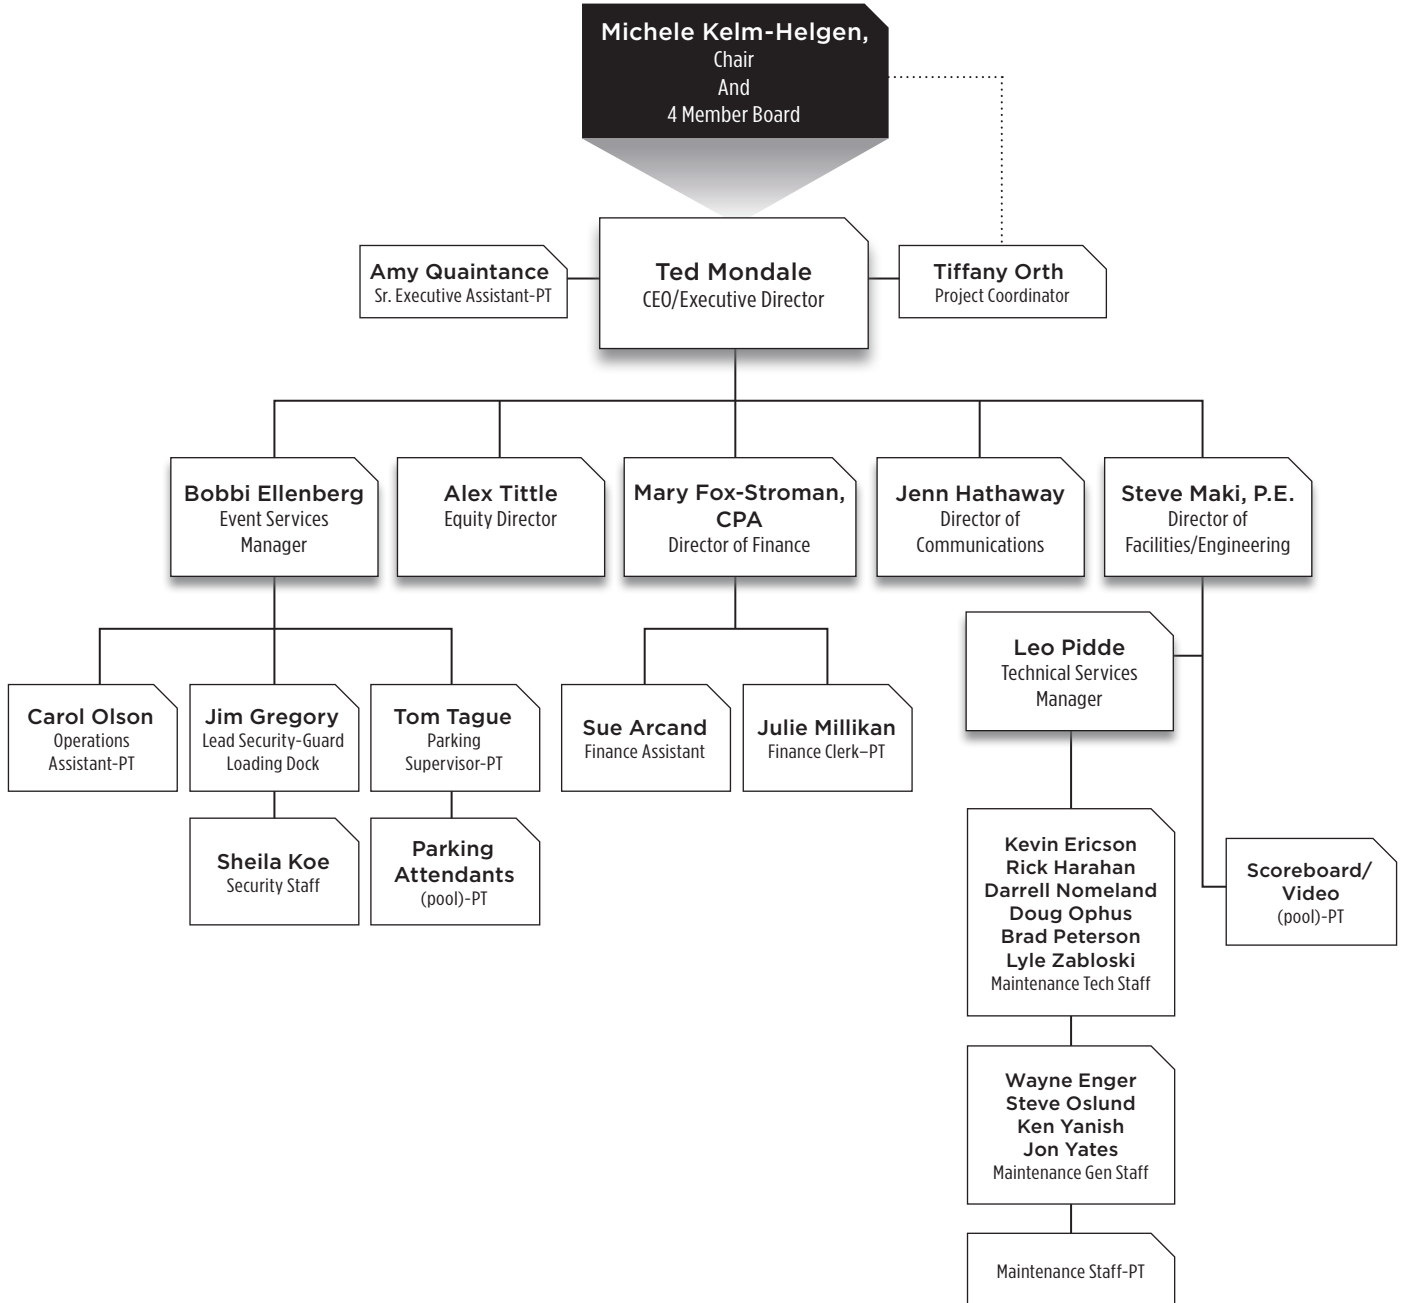 Michele Kelm-Helgen,
Chair
And
4 Member Board
Amy Quaintance
Sr. Executive Assistant-PT
Ted Mondale
CEO/Executive Director
Tiffany Orth
Project Coordinator
Bobbi Ellenberg
Event Services
Manager
Alex Tittle
Equity Director
Mary Fox-Stroman,
CPA
Director of Finance
Jenn Hathaway
Director of
Communications
Steve Maki, P.E.
Director of
Facilities/Engineering
Carol Olson
Operations
Assistant-PT
Jim Gregory
Lead Security-Guard
Loading Dock
Tom Tague
Parking
Supervisor-PT
Sue Arcand
Finance Assistant
Julie Millikan
Finance Clerk–PT
Leo Pidde
Technical Services
Manager
Sheila Koe
Security Staff
Parking
Attendants
(pool)-PT
Kevin Ericson
Rick Harahan
Darrell Nomeland
Doug Ophus
Brad Peterson
Lyle Zabloski
Maintenance Tech Staff
Scoreboard/
Video
(pool)-PT
Wayne Enger
Steve Oslund
Ken Yanish
Jon Yates
Maintenance Gen Staff
Maintenance Staff-PT